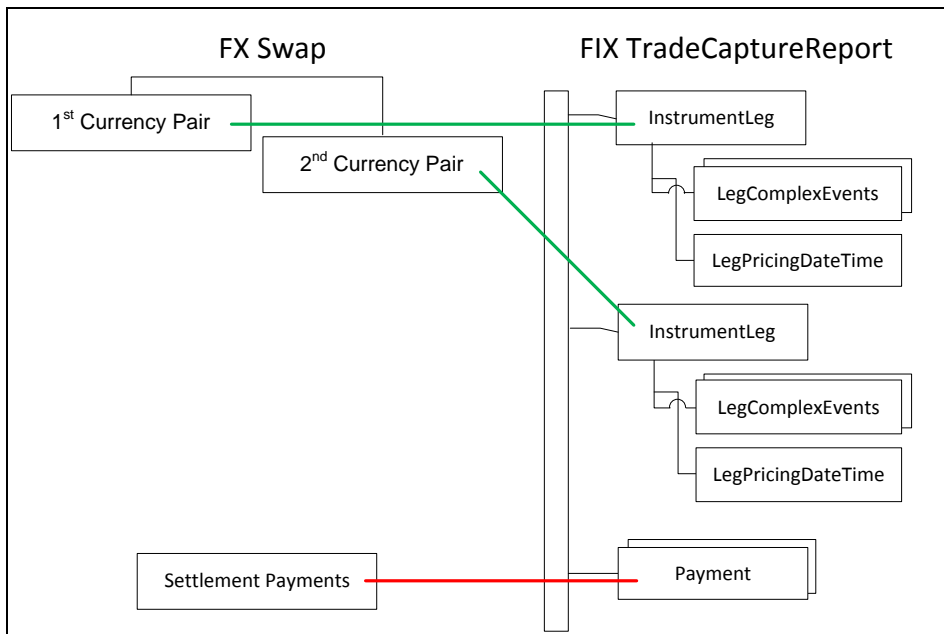 FX Swap
FIX TradeCaptureReport
1st Currency Pair
InstrumentLeg
2nd Currency Pair
LegComplexEvents
LegPricingDateTime
InstrumentLeg
LegComplexEvents
LegPricingDateTime
Settlement Payments
Payment